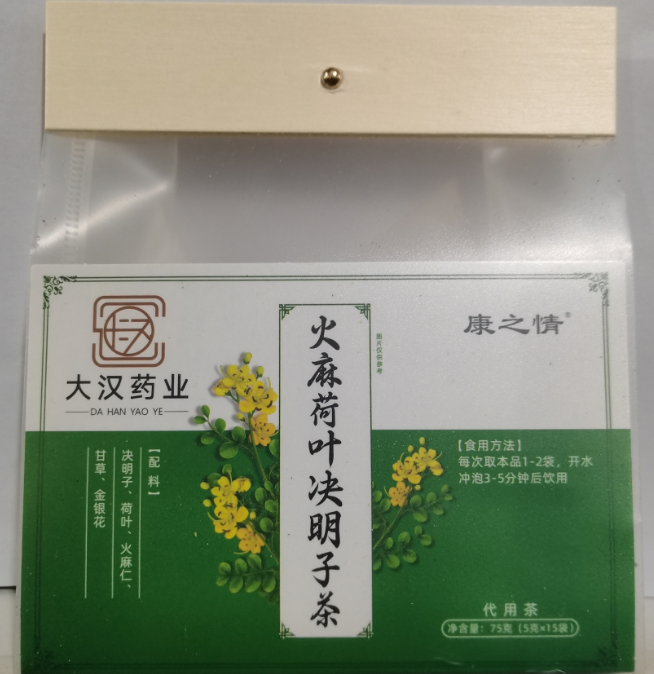 大汉药业
DA HAN YAO YE
火麻荷叶决明子茶
图片仅供参考
康之情®
【配料】
决明子、荷叶、火麻仁、
甘草、金银花
【食用方法】
每次取本品1-2袋，开水
冲泡3-5分钟后饮用
代用茶
净含量：75克（5克×15袋）